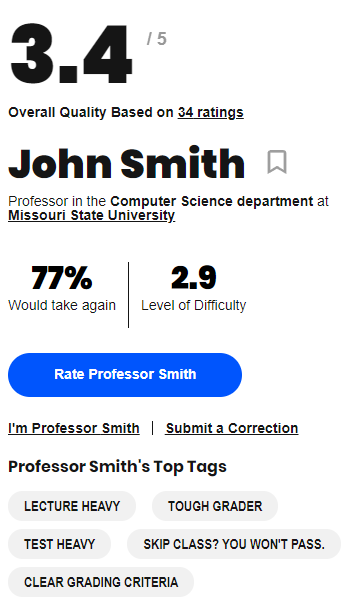 3.4 / 5
Overall Quality Based on 34 ratings
John Smith
Professor in the Computer Science department at
Missouri State University
77% 2.9
Would take again Level of Difficulty
Rate Professor Smith
I'm Professor Smith | Submit a Correction
Professor Smith's Top Tags
LECTURE HEAVY TOUGH GRADER
TEST HEAVY SKIP CLASS? YOU WON'T PASS.
CLEAR GRADING CRITERIA